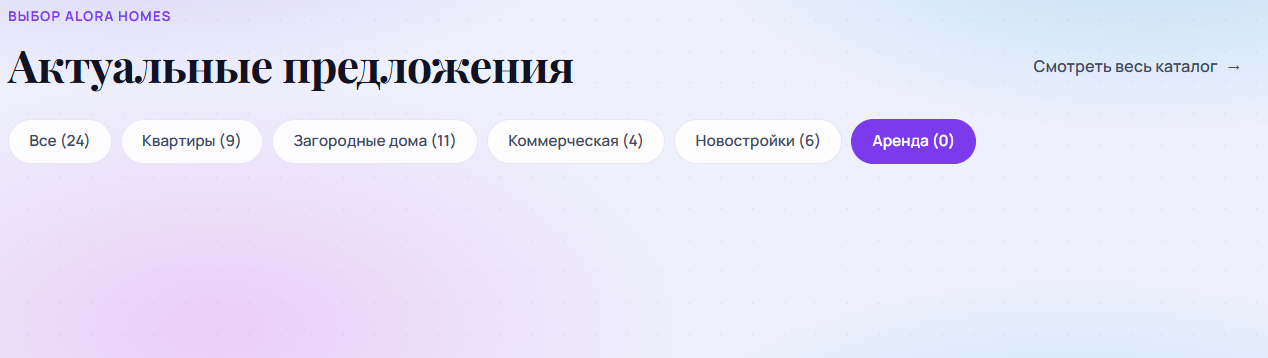 ВЫБОР ALORA HOMES
Актуальные предложения
Смотреть весь каталог →
Все (24) Квартиры (9) Загородные дома (11) Коммерческая (4) Новостройки (6) Аренда (0)